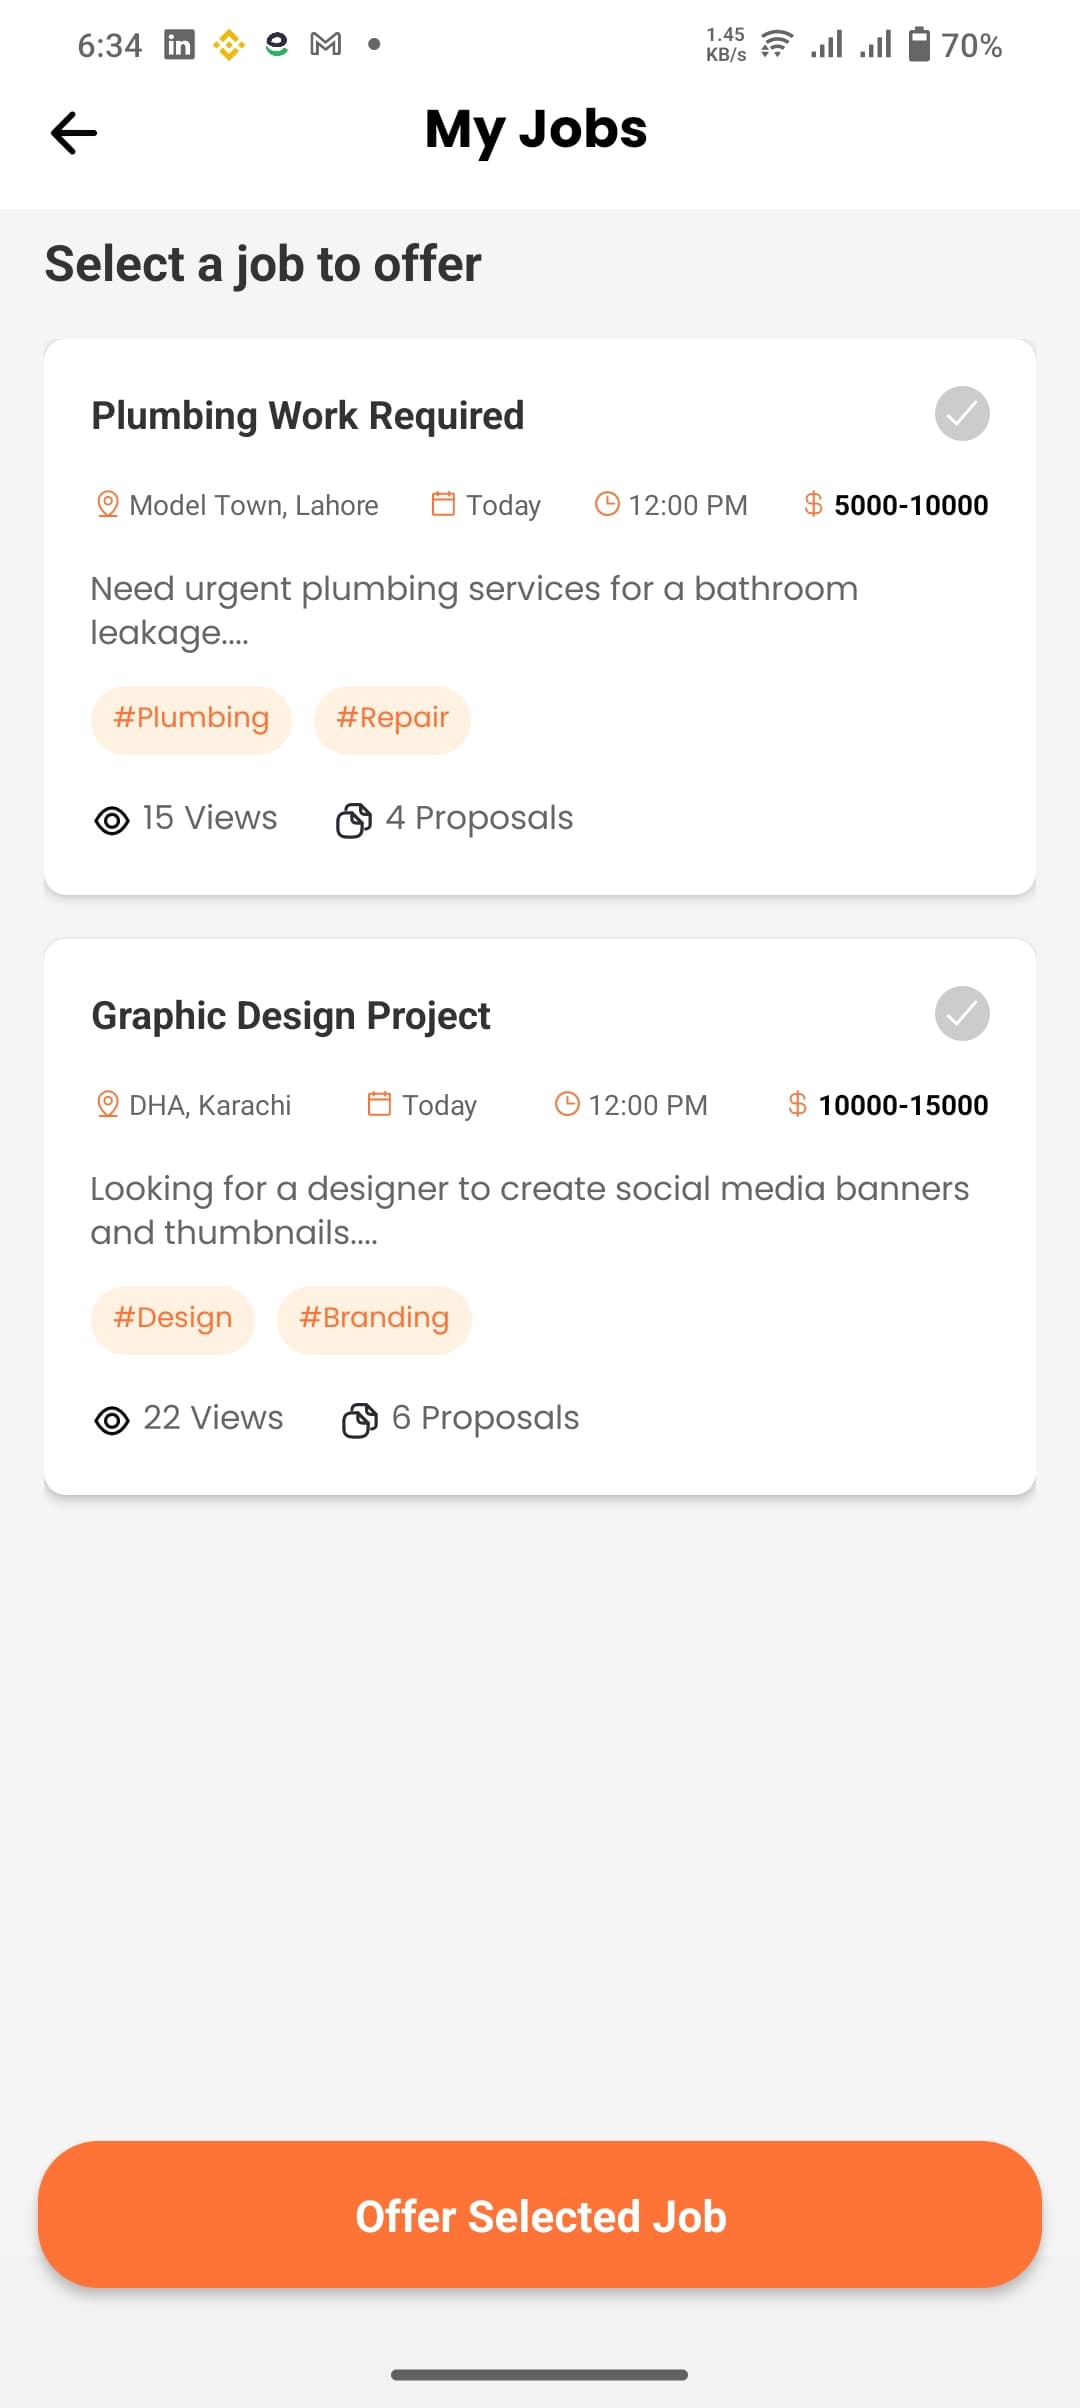 6:34 in 1.45 KB/s 70%
My Jobs
Select a job to offer
Plumbing Work Required
Model Town, Lahore Today 12:00 PM $ 5000-10000
Need urgent plumbing services for a bathroom
leakage....
#Plumbing #Repair
15 Views 4 Proposals
Graphic Design Project
DHA, Karachi Today 12:00 PM $ 10000-15000
Looking for a designer to create social media banners
and thumbnails....
#Design #Branding
22 Views 6 Proposals
Offer Selected Job